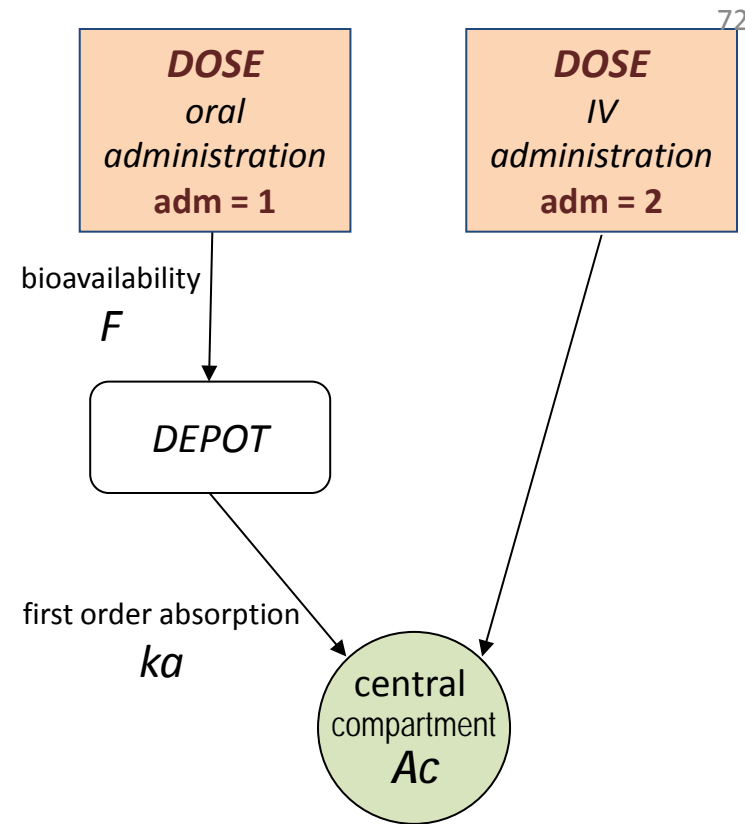 72
DOSE
oral
administration
adm = 1
DOSE
IV
administration
adm = 2
bioavailability
F
DEPOT
first order absorption
ka
central
compartment
Ac